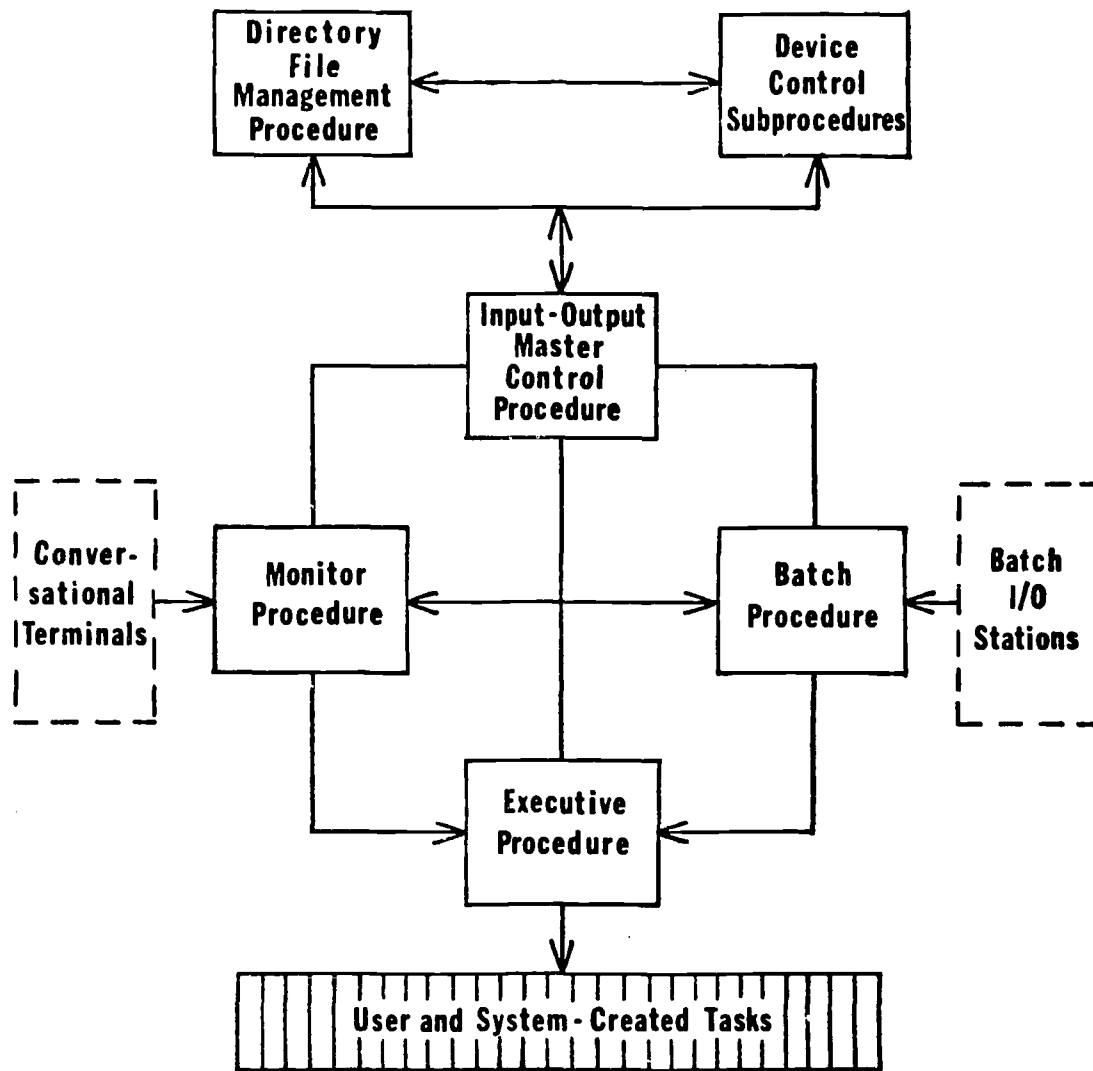 Directory
File
Management
Procedure
Device
Control
Subprocedures
Input-Output
Master
Control
Procedure
Conver-
sational
Terminals
Monitor
Procedure
Batch
Procedure
Batch
I/O
Stations
Executive
Procedure
User and System-Created Tasks